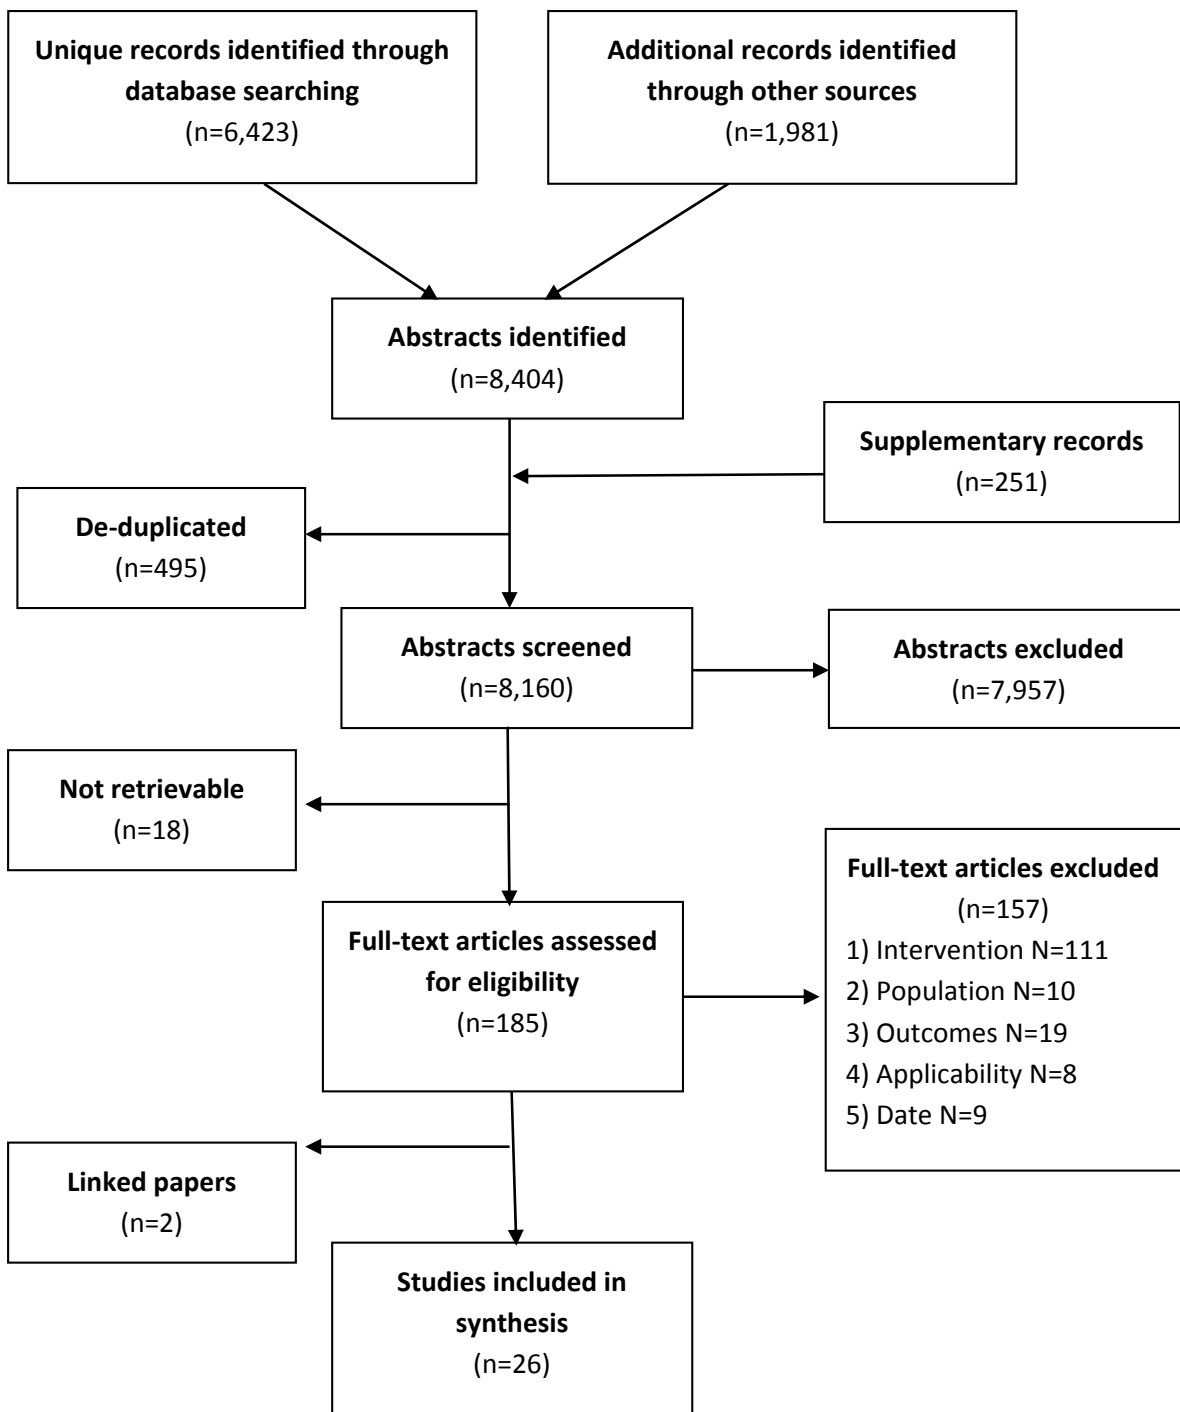 Unique records identified through
database searching
(n=6,423)
Additional records identified
through other sources
(n=1,981)
Abstracts identified
(n=8,404)
Supplementary records
(n=251)
De-duplicated
(n=495)
Abstracts screened
(n=8,160)
Abstracts excluded
(n=7,957)
Not retrievable
(n=18)
Full-text articles assessed
for eligibility
(n=185)
Full-text articles excluded
(n=157)
1) Intervention N=111
2) Population N=10
3) Outcomes N=19
4) Applicability N=8
5) Date N=9
Linked papers
(n=2)
Studies included in
synthesis
(n=26)